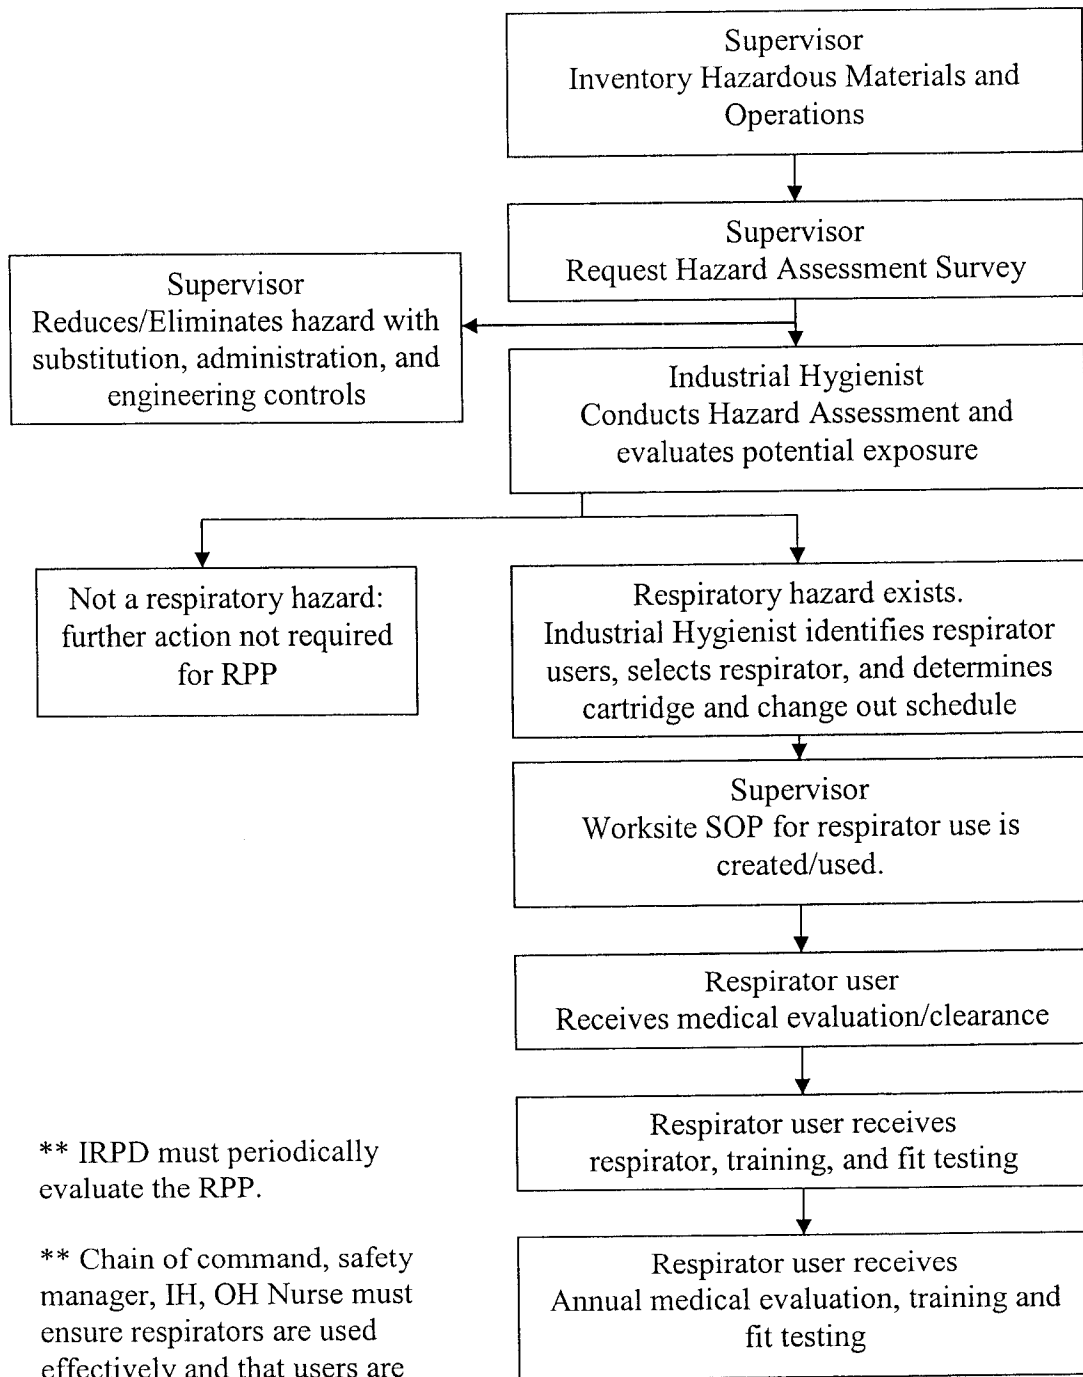 Supervisor
Inventory Hazardous Materials and
Operations
Supervisor
Request Hazard Assessment Survey
Supervisor
Reduces/Eliminates hazard with
substitution, administration, and
engineering controls
Industrial Hygienist
Conducts Hazard Assessment and
evaluates potential exposure
Not a respiratory hazard:
further action not required
for RPP
Respiratory hazard exists.
Industrial Hygienist identifies respirator
users, selects respirator, and determines
cartridge and change out schedule
Supervisor
Worksite SOP for respirator use is
created/used.
Respirator user
Receives medical evaluation/clearance
Respirator user receives
respirator, training, and fit testing
Respirator user receives
Annual medical evaluation, training and
fit testing
** IRPD must periodically
evaluate the RPP.
** Chain of command, safety
manager, IH, OH Nurse must
ensure respirators are used
effectively and that users are